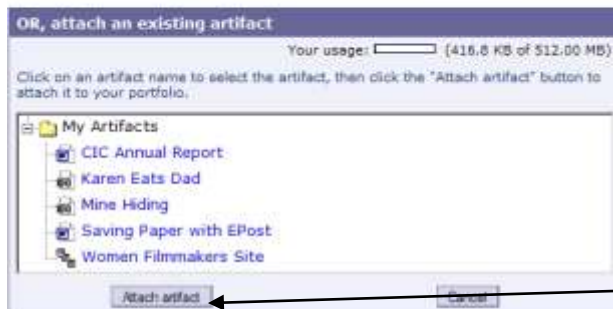 OR, attach an existing artifact
Your usage: (416.8 KB of 512.00 MB)
Click on an artifact name to select the artifact, then click the "Attach artifact" button to
attach it to your portfolio.
My Artifacts
CIC Annual Report
Karen Eats Dad
Mine Hiding
Saving Paper with EPost
Women Filmmakers Site
Attach artifact Cancel